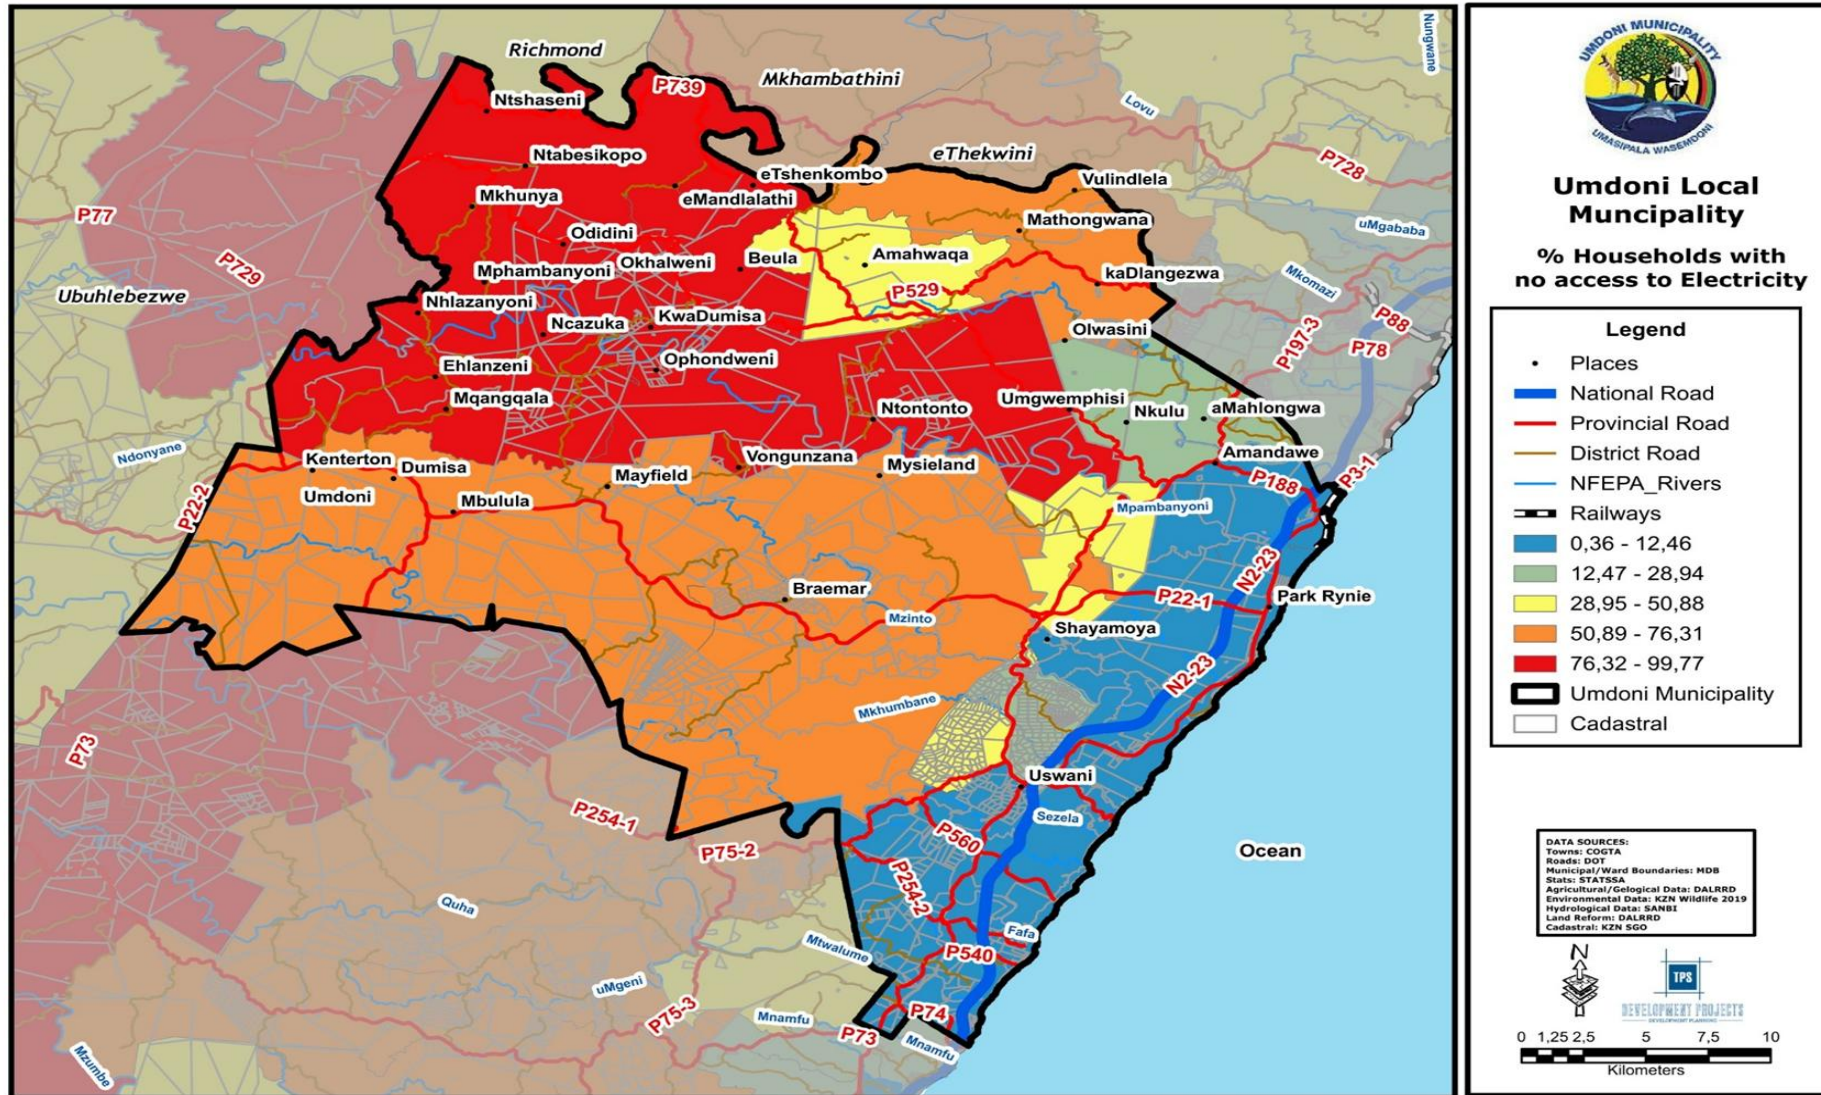 Richmond
Mkhambathini
Nungwane
P739
Ntshaseni
Lovu
eThekwini
P728
Ntabesikopo
eTshenkombo
Vulindlela
eMandlalathi
Mkhunya
P77
Mathongwana
uMgababa
Odidini
Okhalweni
Beula
Amahwaqa
P729
Mphambanyoni
kaDlangezwa
Mkomazi
Ubuhlebezwe
P529
Nhlazanyoni
KwaDumisa
P88
Ncazuka
Olwasini
P197-3
P78
Ehlanzeni
Ophondweni
Mqangqala
Umgwemphisi
Ntontonto
Nkulu
aMahlongwa
Ndonyane
Kenterton
Dumisa
Vongunzana
Mysieland
Amandawe
P3-1
Umdoni
Mayfield
P188
P22-2
Mbulula
Mpambanyoni
N2-23
Braemar
P22-1
Park Rynie
Mzinto
Shayamoya
N2-23
Mkhumbane
P73
Uswani
P254-1
Sezela
P560
P75-2
Ocean
P254-2
Quha
Fafa
Mtwalume
P540
uMgeni
P75-3
Mnamfu
P74
P73
Mnamfu
Mzumbe
UMDONI MUNICIPALITY
UMASIPALA WASEMDONI
Umdoni Local
Muncipality
% Households with
no access to Electricity
Legend
Places
National Road
Provincial Road
District Road
NFEPA_Rivers
Railways
0,36 - 12,46
12,47 - 28,94
28,95 - 50,88
50,89 - 76,31
76,32 - 99,77
Umdoni Municipality
Cadastral
DATA SOURCES:
Towns: COGTA
Roads: DOT
Municipal/Ward Boundaries: MDB
Stats: STATSSA
Agricultural/Gelogical Data: DALRRD
Environmental Data: KZN Wildlife 2019
Hydrological Data: SANBI
Land Reform: DALRRD
Cadastral: KZN SGO
N
TPS
DEVELOPMENT PROJECTS
DEVELOPMENT PLANNING
0 1,25 2,5 5 7,5 10
Kilometers